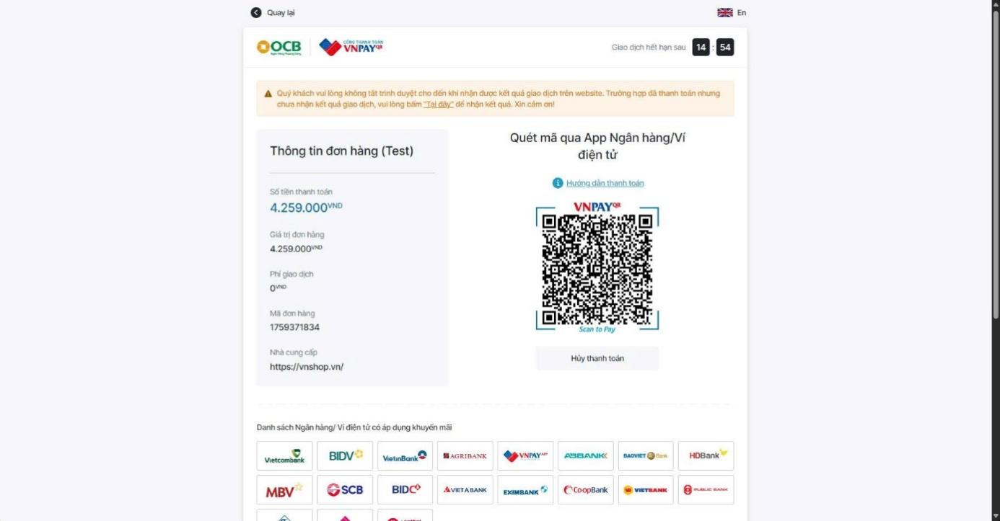 Quay lại
En
OCB
Ngân Hàng Phương Đông
CỔNG THANH TOÁN
VNPAYQR
Giao dịch hết hạn sau 14 : 54
Quý khách vui lòng không tắt trình duyệt cho đến khi nhận được kết quả giao dịch trên website. Trường hợp đã thanh toán nhưng
chưa nhận kết quả giao dịch, vui lòng bấm "Tại đây" để nhận kết quả. Xin cảm ơn!
Thông tin đơn hàng (Test)
Số tiền thanh toán
4.259.000VND
Giá trị đơn hàng
4.259.000VND
Phí giao dịch
0VND
Mã đơn hàng
1759371834
Nhà cung cấp
https://vnshop.vn/
Quét mã qua App Ngân hàng/Ví
điện tử
Hướng dẫn thanh toán
VNPAYQR
Scan to Pay
Hủy thanh toán
Danh sách Ngân hàng/ Ví điện tử có áp dụng khuyến mãi
Vietcombank BIDV VietinBank AGRIBANK VNPAYAPP ABBANK BAOVIET Bank HDBank
MBV SCB BIDC VIETABANK EXIMBANK Co-opBank VIETBANK PUBLIC BANK